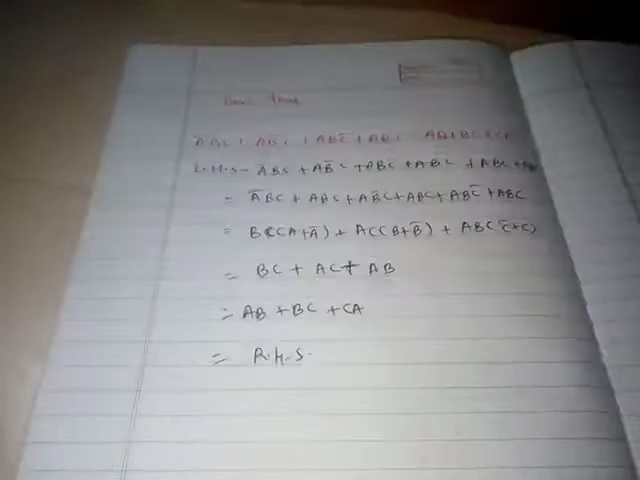 ĀBC + AB̄C + ABC̄ + ABC = AB + BC + CA
L.H.S = ĀBC + AB̄C + ABC̄ + ABC + ABC +
= ĀBC + ABC + AB̄C + ABC + ABC̄ + ABC
= BC(A+Ā) + AC(B+B̄) + AB(C̄+C)
= BC + AC + AB
= AB + BC + CA
= R.H.S.